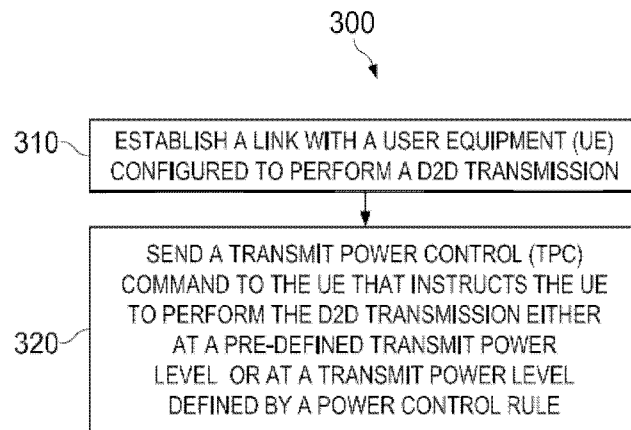 300
310
ESTABLISH A LINK WITH A USER EQUIPMENT (UE)
CONFIGURED TO PERFORM A D2D TRANSMISSION
320
SEND A TRANSMIT POWER CONTROL (TPC)
COMMAND TO THE UE THAT INSTRUCTS THE UE
TO PERFORM THE D2D TRANSMISSION EITHER
AT A PRE-DEFINED TRANSMIT POWER
LEVEL OR AT A TRANSMIT POWER LEVEL
DEFINED BY A POWER CONTROL RULE